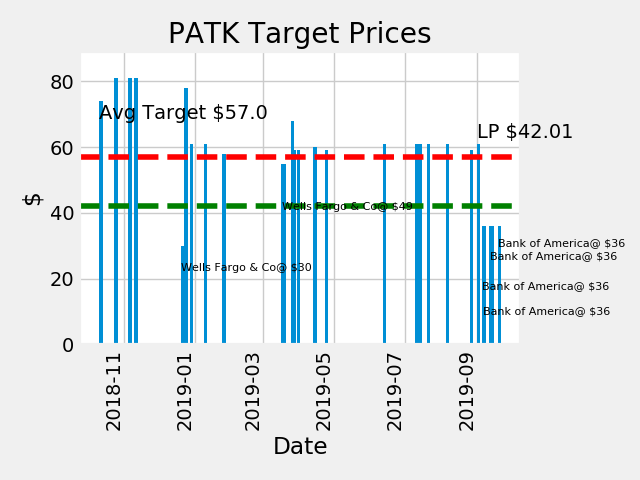 PATK Target Prices
80
60
40
20
0
$
Avg Target $57.0
LP $42.01
Wells Fargo & Co@ $49
Wells Fargo & Co@ $30
Bank of America@ $36
Bank of America@ $36
Bank of America@ $36
Bank of America@ $36
2018-11
2019-01
2019-03
2019-05
2019-07
2019-09
Date